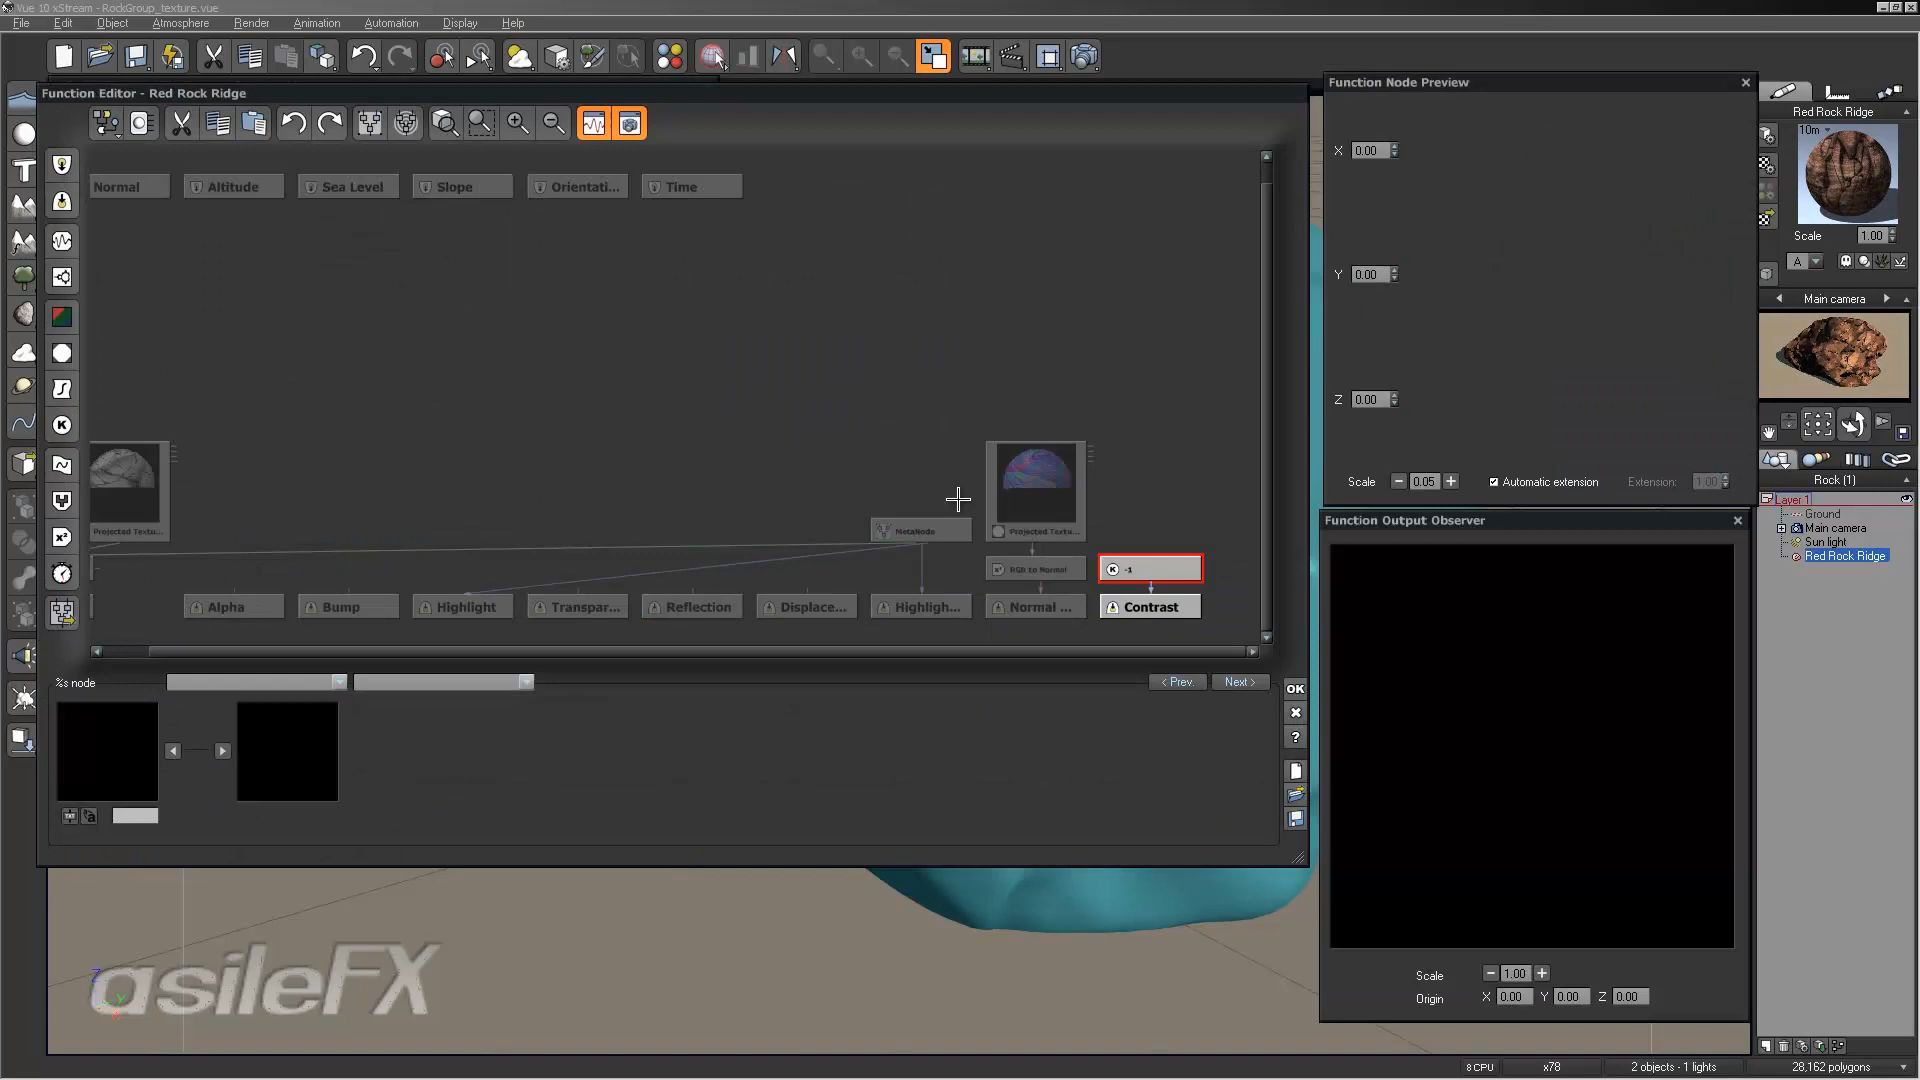 Vue 10 xStream - RockGroup_texture.vue
File Edit Object Atmosphere Render Animation Automation Display Help
Function Editor - Red Rock Ridge
Normal Altitude Sea Level Slope Orientati... Time
Projected Textu... MetaNode Projected Textu...
RGB to Normal K -1
Alpha Bump Highlight Transpar... Reflection Displace... Highligh... Normal ... Contrast
%s node < Prev. Next >
OK
?
Function Node Preview
X 0.00
Y 0.00
Z 0.00
Scale 0.05 Automatic extension Extension: 1.00
Function Output Observer
Scale 1.00
Origin X 0.00 Y 0.00 Z 0.00
Red Rock Ridge
10m
Scale 1.00
A
Main camera
Rock (1)
Layer 1
Ground
Main camera
Sun light
Red Rock Ridge
asileFX
Z
Y
X
8 CPU x78 2 objects - 1 lights 28,162 polygons